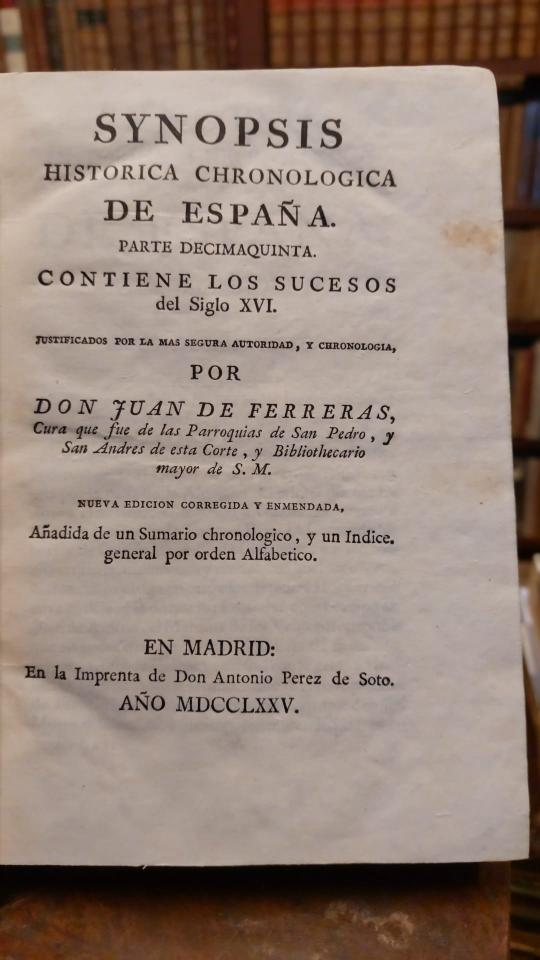 SYNOPSIS
HISTORICA CHRONOLOGICA
DE ESPAÑA.
PARTE DECIMAQUINTA.
CONTIENE LOS SUCESOS
del Siglo XVI.
JUSTIFICADOS POR LA MAS SEGURA AUTORIDAD, Y CHRONOLOGIA,
POR
DON JUAN DE FERRERAS,
Cura que fue de las Parroquias de San Pedro, y
San Andres de esta Corte, y Bibliothecario
mayor de S. M.
NUEVA EDICION CORREGIDA Y ENMENDADA,
Añadida de un Sumario chronologico, y un Indice.
general por orden Alfabetico.
EN MADRID:
En la Imprenta de Don Antonio Perez de Soto.
AÑO MDCCLXXV.